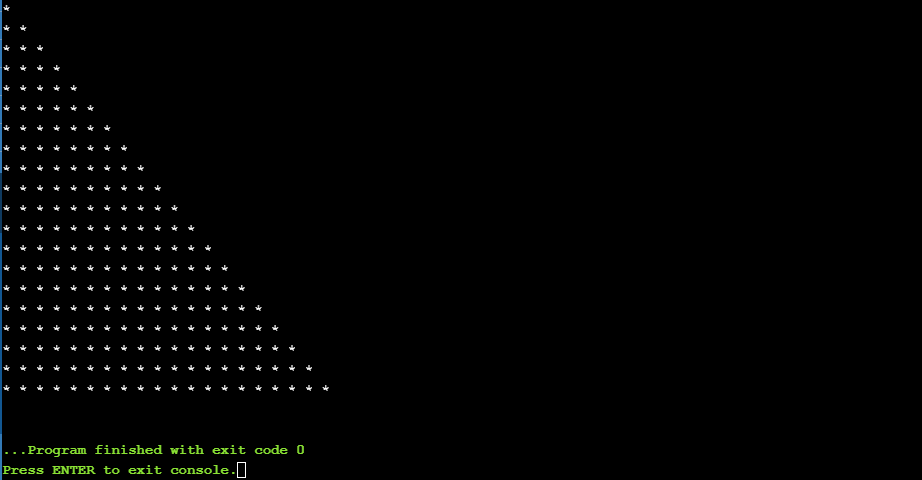 *
* *
* * *
* * * *
* * * * *
* * * * * *
* * * * * * *
* * * * * * * *
* * * * * * * * *
* * * * * * * * * *
* * * * * * * * * * *
* * * * * * * * * * * *
* * * * * * * * * * * * *
* * * * * * * * * * * * * *
* * * * * * * * * * * * * * *
* * * * * * * * * * * * * * * *
* * * * * * * * * * * * * * * * *
* * * * * * * * * * * * * * * * * *
* * * * * * * * * * * * * * * * * * *
* * * * * * * * * * * * * * * * * * * *
...Program finished with exit code 0
Press ENTER to exit console.